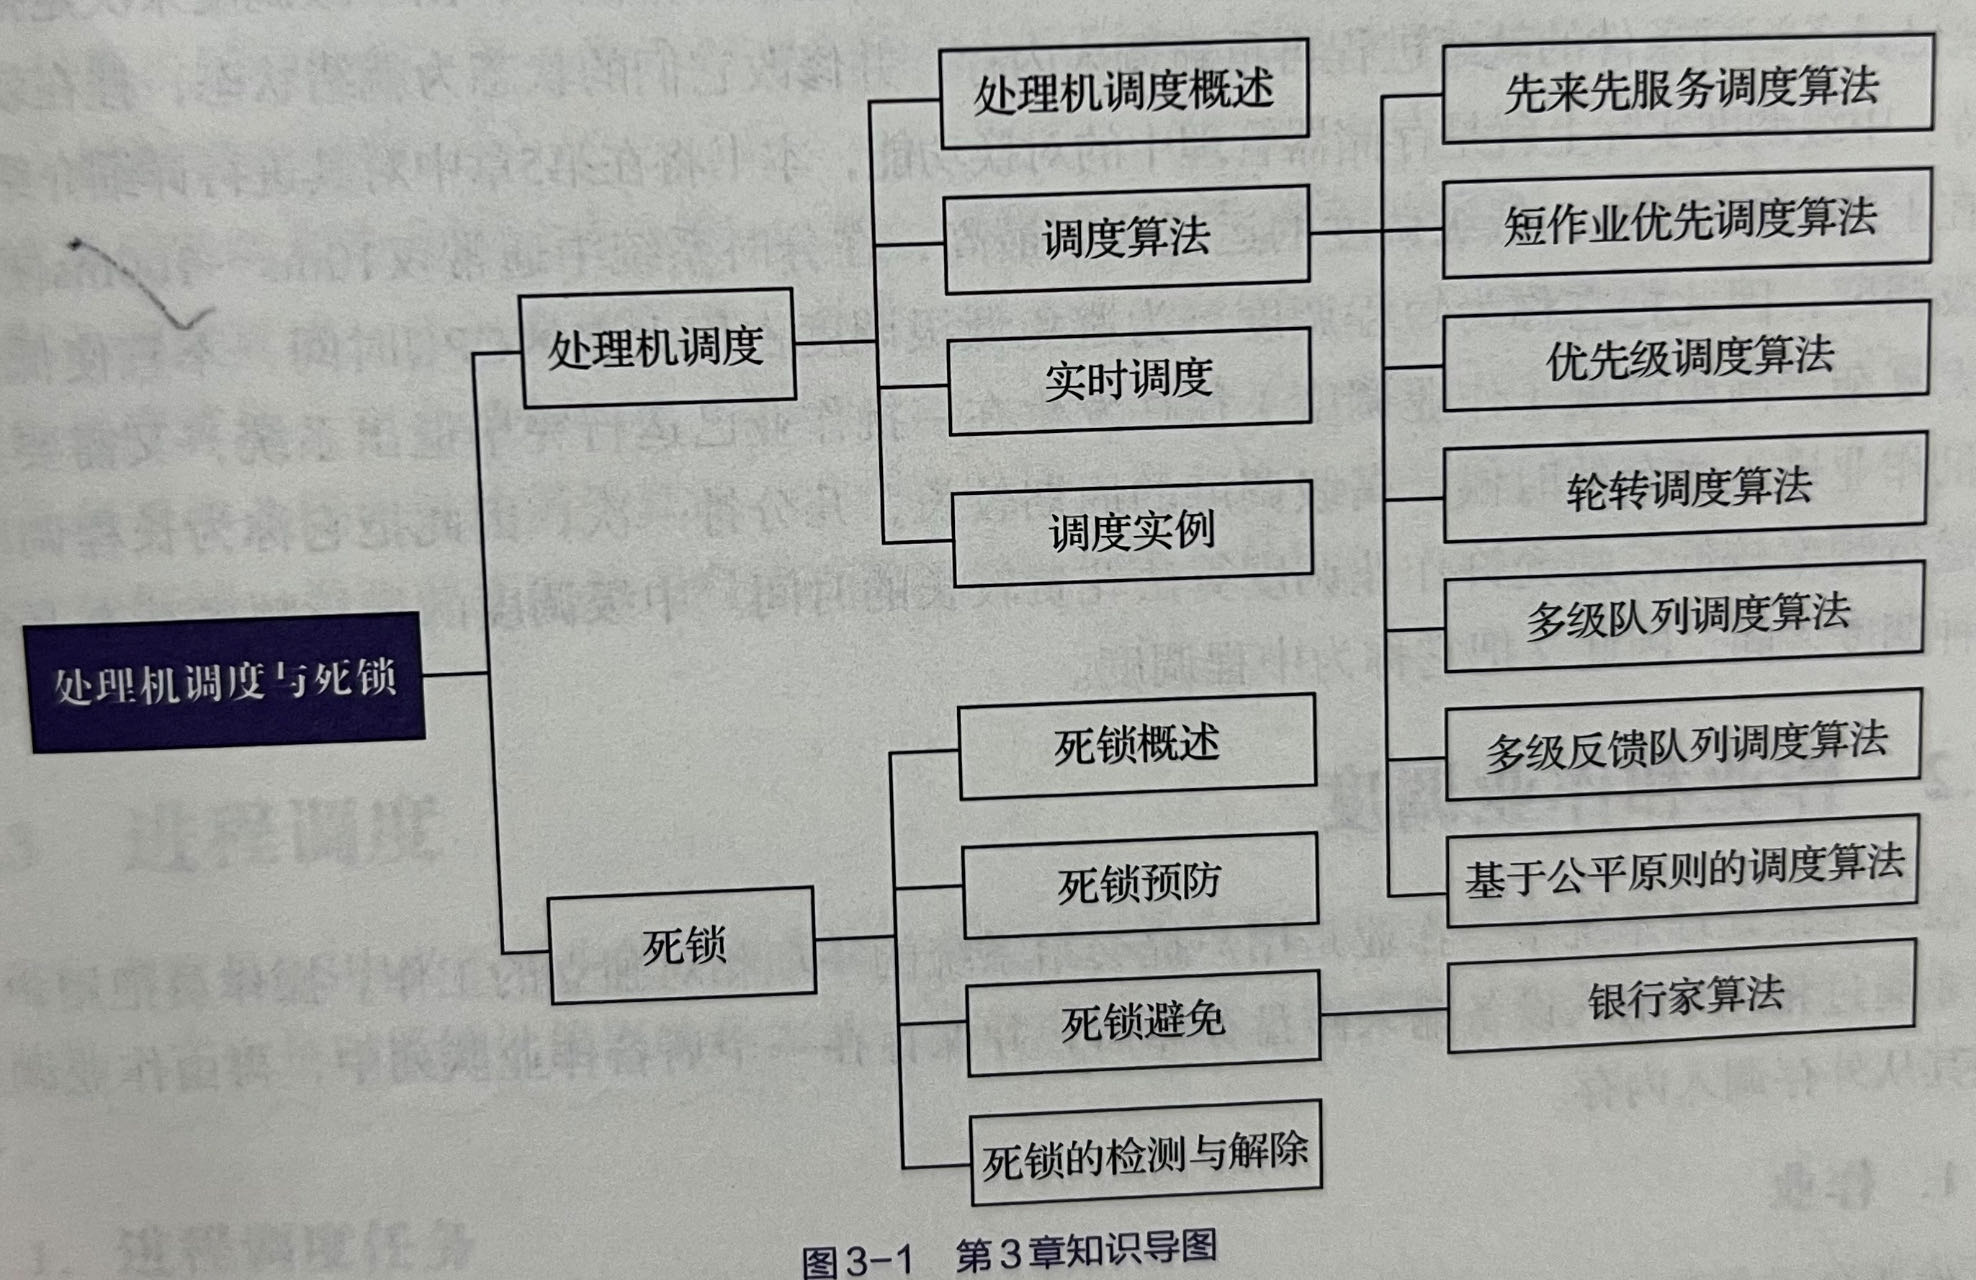 处理机调度与死锁
处理机调度
处理机调度概述
调度算法
先来先服务调度算法
短作业优先调度算法
优先级调度算法
轮转调度算法
多级队列调度算法
多级反馈队列调度算法
基于公平原则的调度算法
实时调度
调度实例
死锁
死锁概述
死锁预防
死锁避免
银行家算法
死锁的检测与解除
图3-1 第3章知识导图